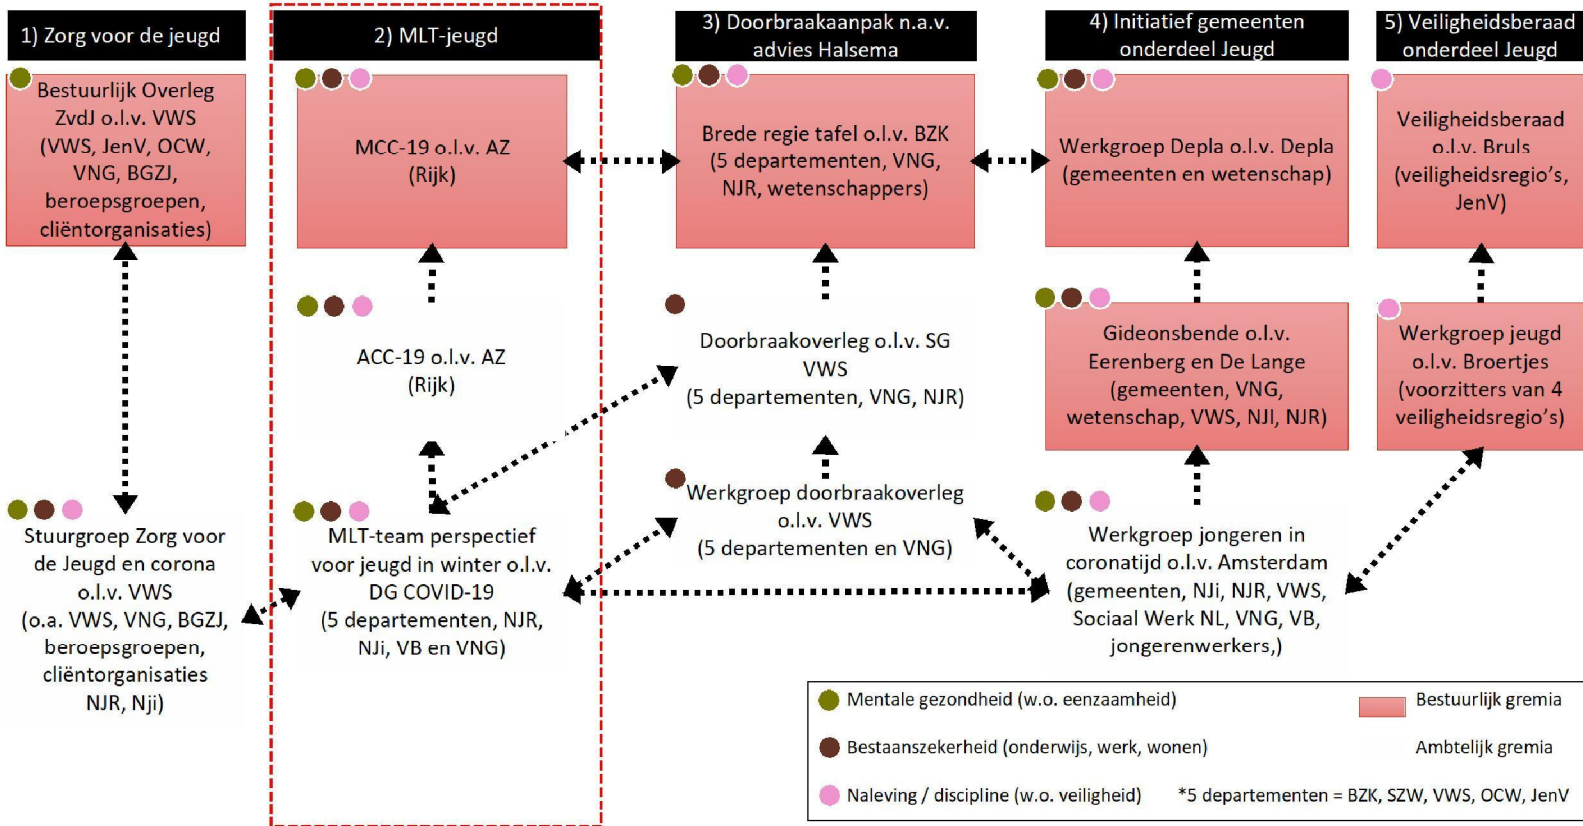 1) Zorg voor de jeugd
2) MLT-jeugd
3) Doorbraakaanpak n.a.v.
advies Halsema
4) Initiatief gemeenten
onderdeel Jeugd
5) Veiligheidsberaad
onderdeel Jeugd
Bestuurlijk Overleg
ZvdJ o.l.v. VWS
(VWS, JenV, OCW,
VNG, BGZJ,
beroepsgroepen,
cliëntorganisaties)
MCC-19 o.l.v. AZ
(Rijk)
Brede regie tafel o.l.v. BZK
(5 departementen, VNG,
NJR, wetenschappers)
Werkgroep Depla o.l.v. Depla
(gemeenten en wetenschap)
Veiligheidsberaad
o.l.v. Bruls
(veiligheidsregio's,
JenV)
ACC-19 o.l.v. AZ
(Rijk)
Doorbraakoverleg o.l.v. SG
VWS
(5 departementen, VNG, NJR)
Gideonsbende o.l.v.
Eerenberg en De Lange
(gemeenten, VNG,
wetenschap, VWS, NJI, NJR)
Werkgroep jeugd
o.l.v. Broertjes
(voorzitters van 4
veiligheidsregio's)
Stuurgroep Zorg voor
de Jeugd en corona
o.l.v. VWS
(o.a. VWS, VNG, BGZJ,
beroepsgroepen,
cliëntorganisaties
NJR, Nji)
MLT-team perspectief
voor jeugd in winter o.l.v.
DG COVID-19
(5 departementen, NJR,
NJi, VB en VNG)
Werkgroep doorbraakoverleg
o.l.v. VWS
(5 departementen en VNG)
Werkgroep jongeren in
coronatijd o.l.v. Amsterdam
(gemeenten, NJi, NJR, VWS,
Sociaal Werk NL, VNG, VB,
jongerenwerkers,)
Mentale gezondheid (w.o. eenzaamheid)
Bestuurlijk gremia
Bestaanszekerheid (onderwijs, werk, wonen)
Ambtelijk gremia
Naleving / discipline (w.o. veiligheid)
*5 departementen = BZK, SZW, VWS, OCW, JenV